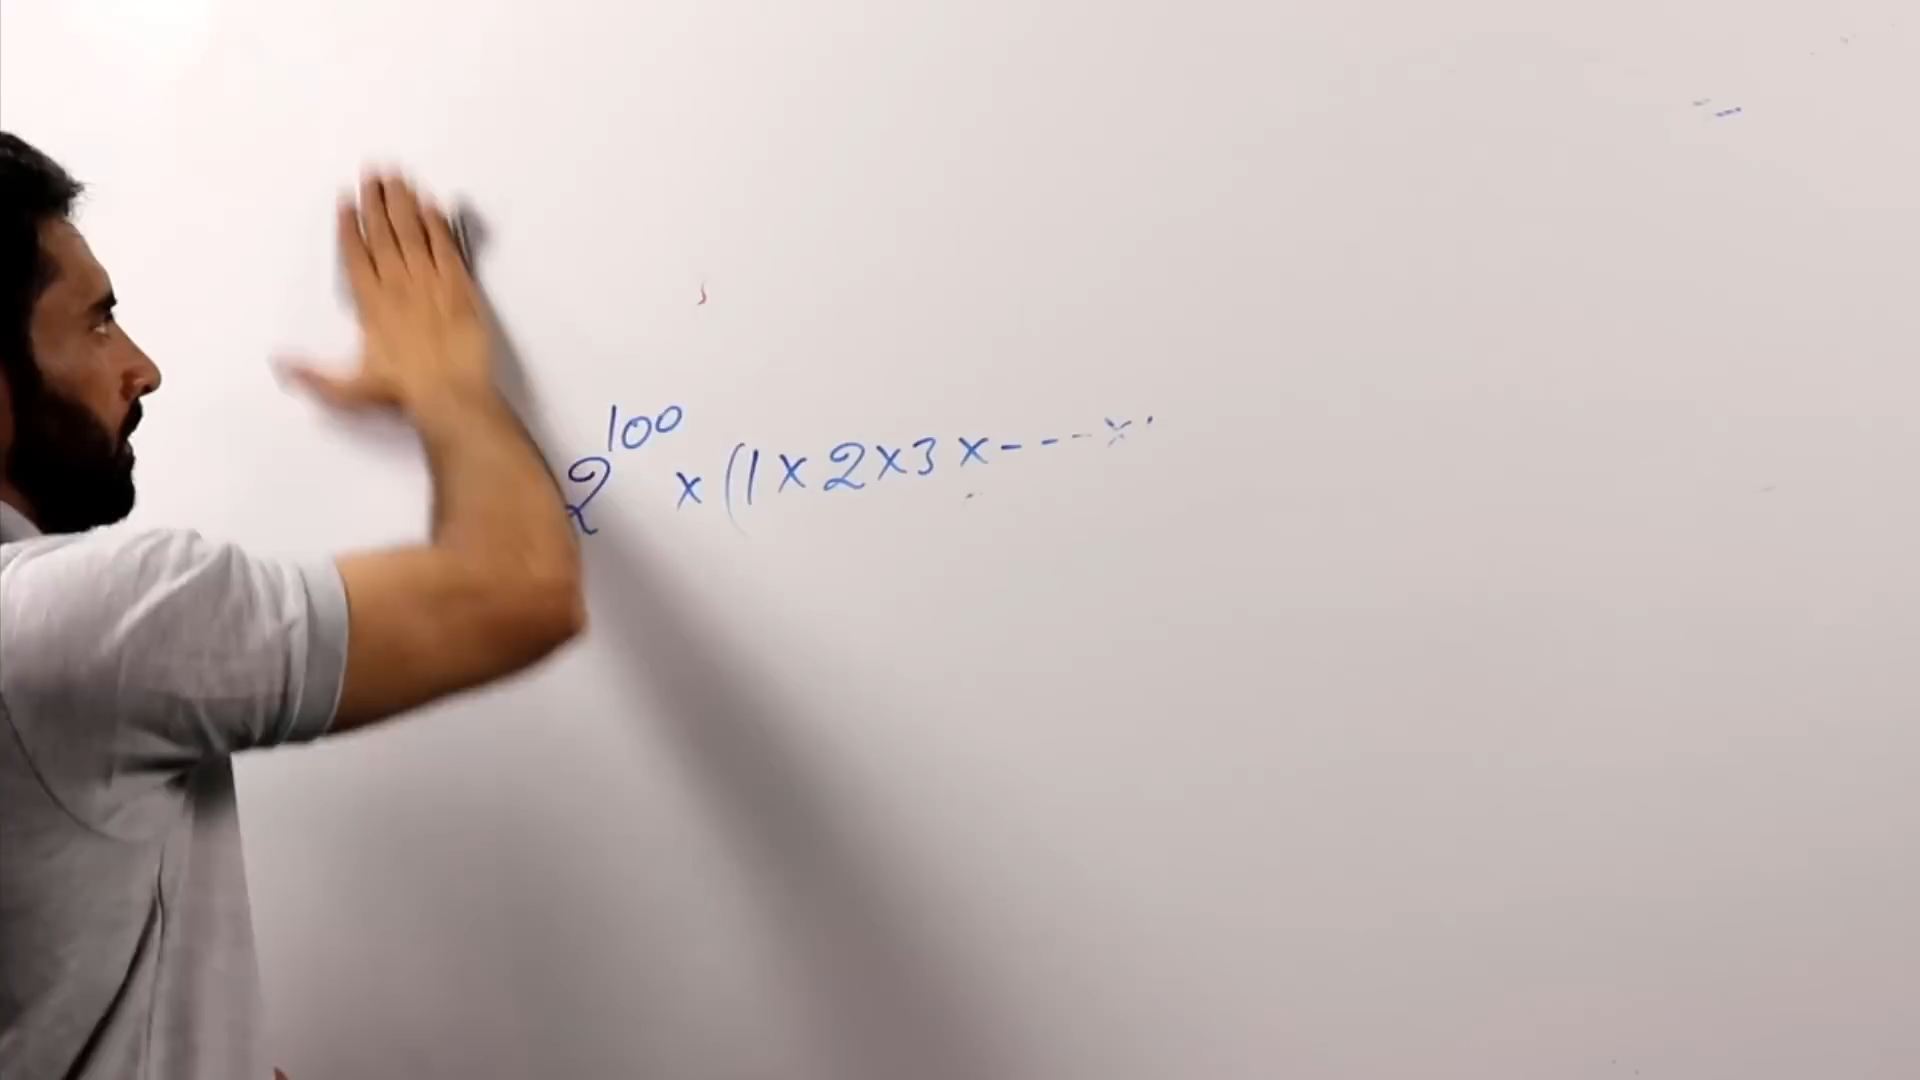 2^100 × (1 × 2 × 3 × - - - ×